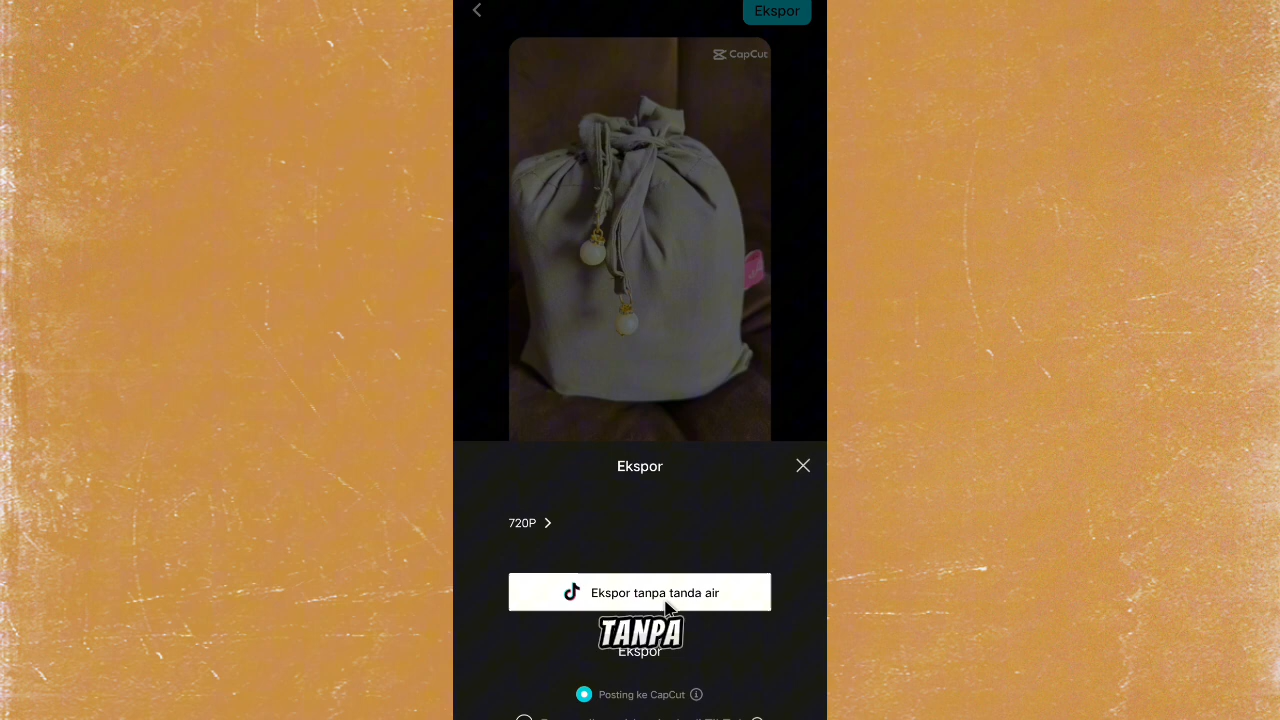 Ekspor
CapCut
Ekspor
720P
Ekspor tanpa tanda air
TANPA
Ekspor
Posting ke CapCut